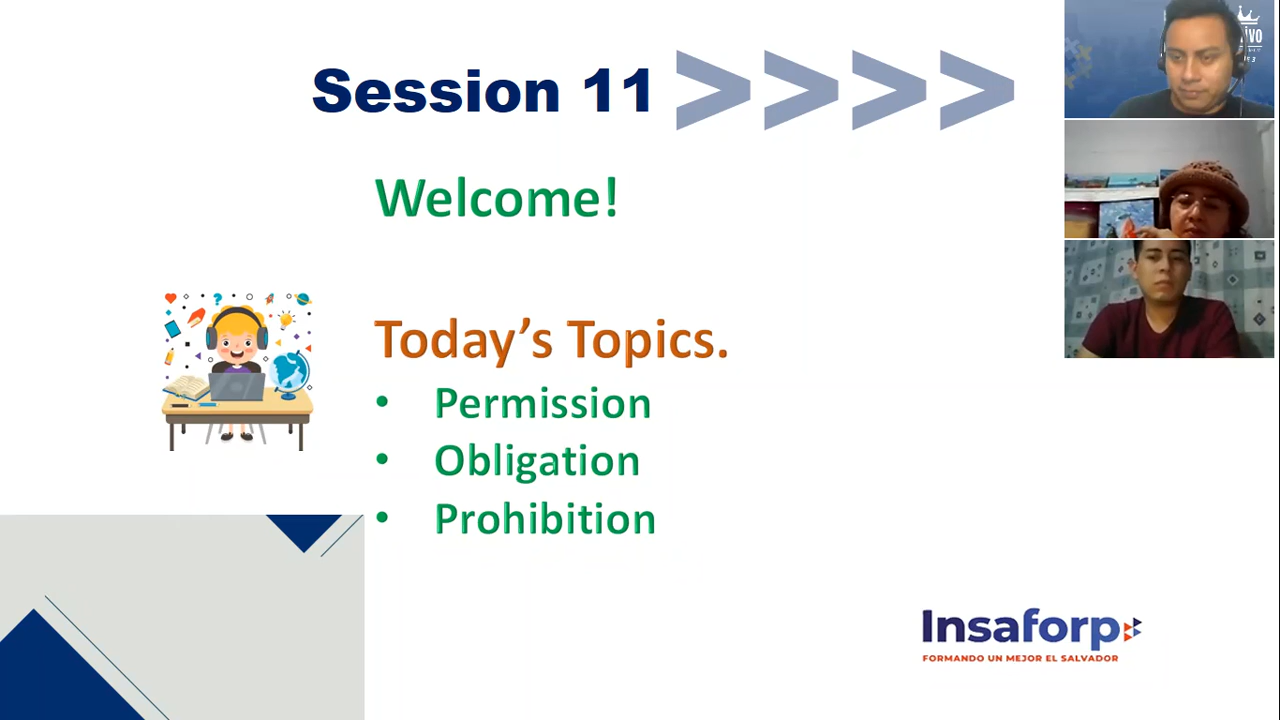 Session 11 >>>>
Welcome!
Today's Topics.
• Permission
• Obligation
• Prohibition
Insaforp
FORMANDO UN MEJOR EL SALVADOR